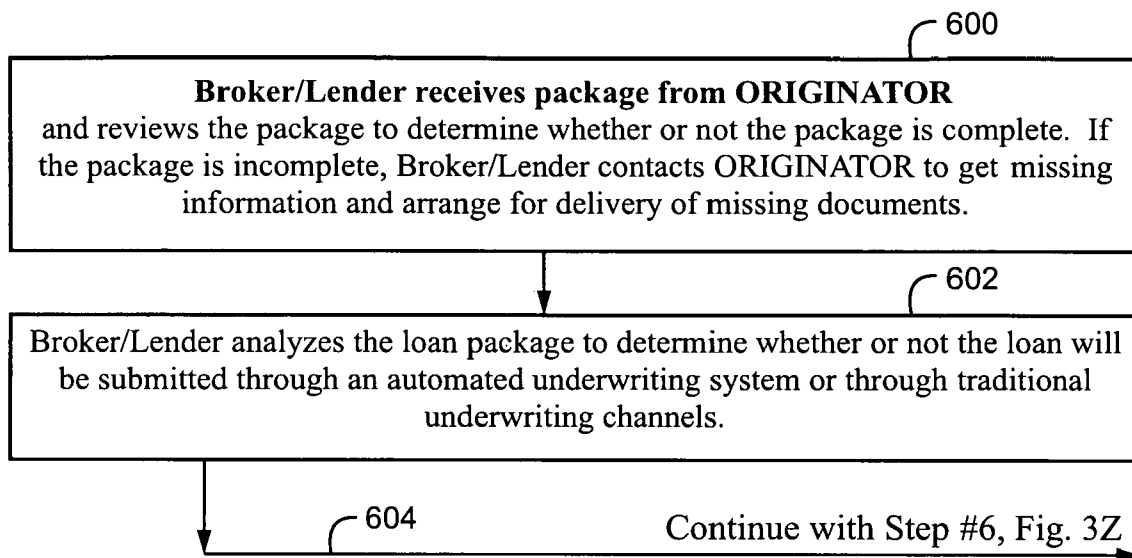 600
Broker/Lender receives package from ORIGINATOR
and reviews the package to determine whether or not the package is complete. If
the package is incomplete, Broker/Lender contacts ORIGINATOR to get missing
information and arrange for delivery of missing documents.
602
Broker/Lender analyzes the loan package to determine whether or not the loan will
be submitted through an automated underwriting system or through traditional
underwriting channels.
604
Continue with Step #6, Fig. 3Z